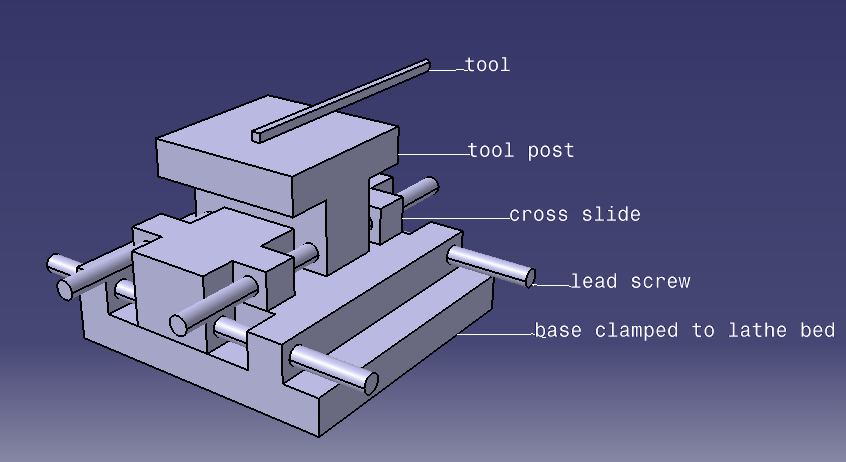 tool
tool post
cross slide
lead screw
base clamped to lathe bed